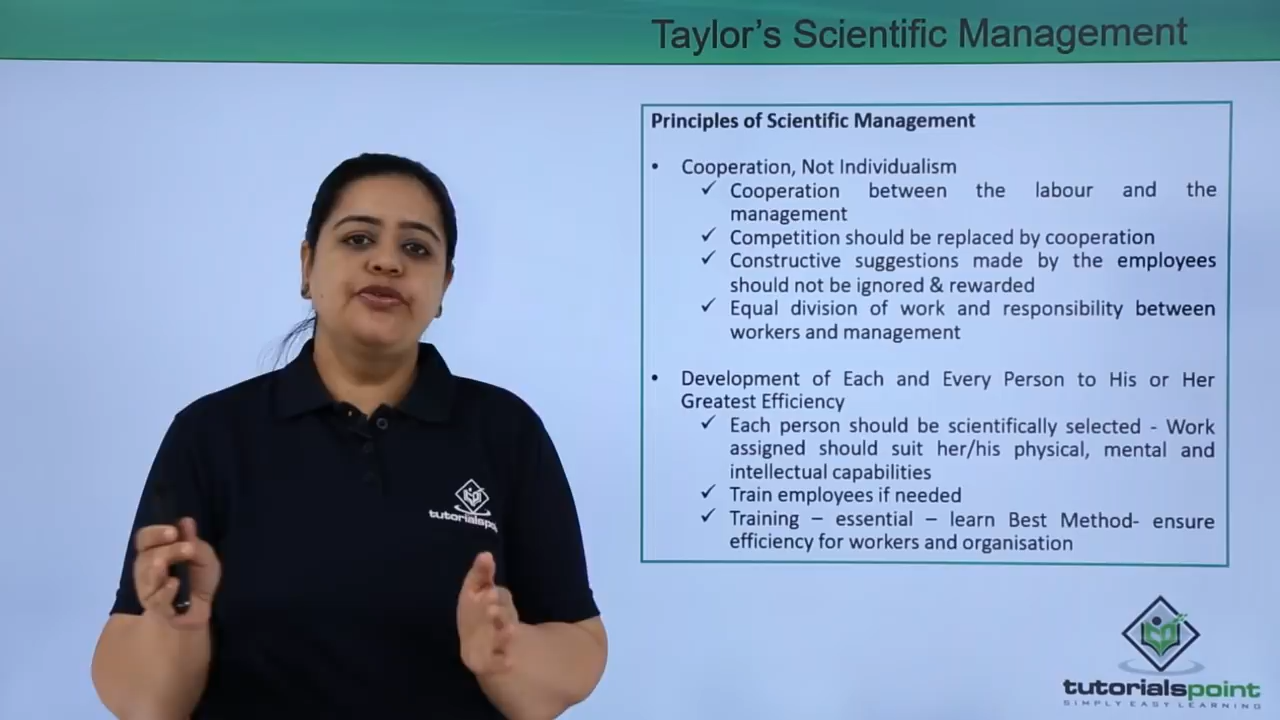 Taylor's Scientific Management
Principles of Scientific Management
• Cooperation, Not Individualism
✓ Cooperation between the labour and the
management
✓ Competition should be replaced by cooperation
✓ Constructive suggestions made by the employees
should not be ignored & rewarded
✓ Equal division of work and responsibility between
workers and management
• Development of Each and Every Person to His or Her
Greatest Efficiency
✓ Each person should be scientifically selected - Work
assigned should suit her/his physical, mental and
intellectual capabilities
✓ Train employees if needed
✓ Training – essential – learn Best Method- ensure
efficiency for workers and organisation
tutorialspoint
SIMPLY EASY LEARNING
tutorialspoi